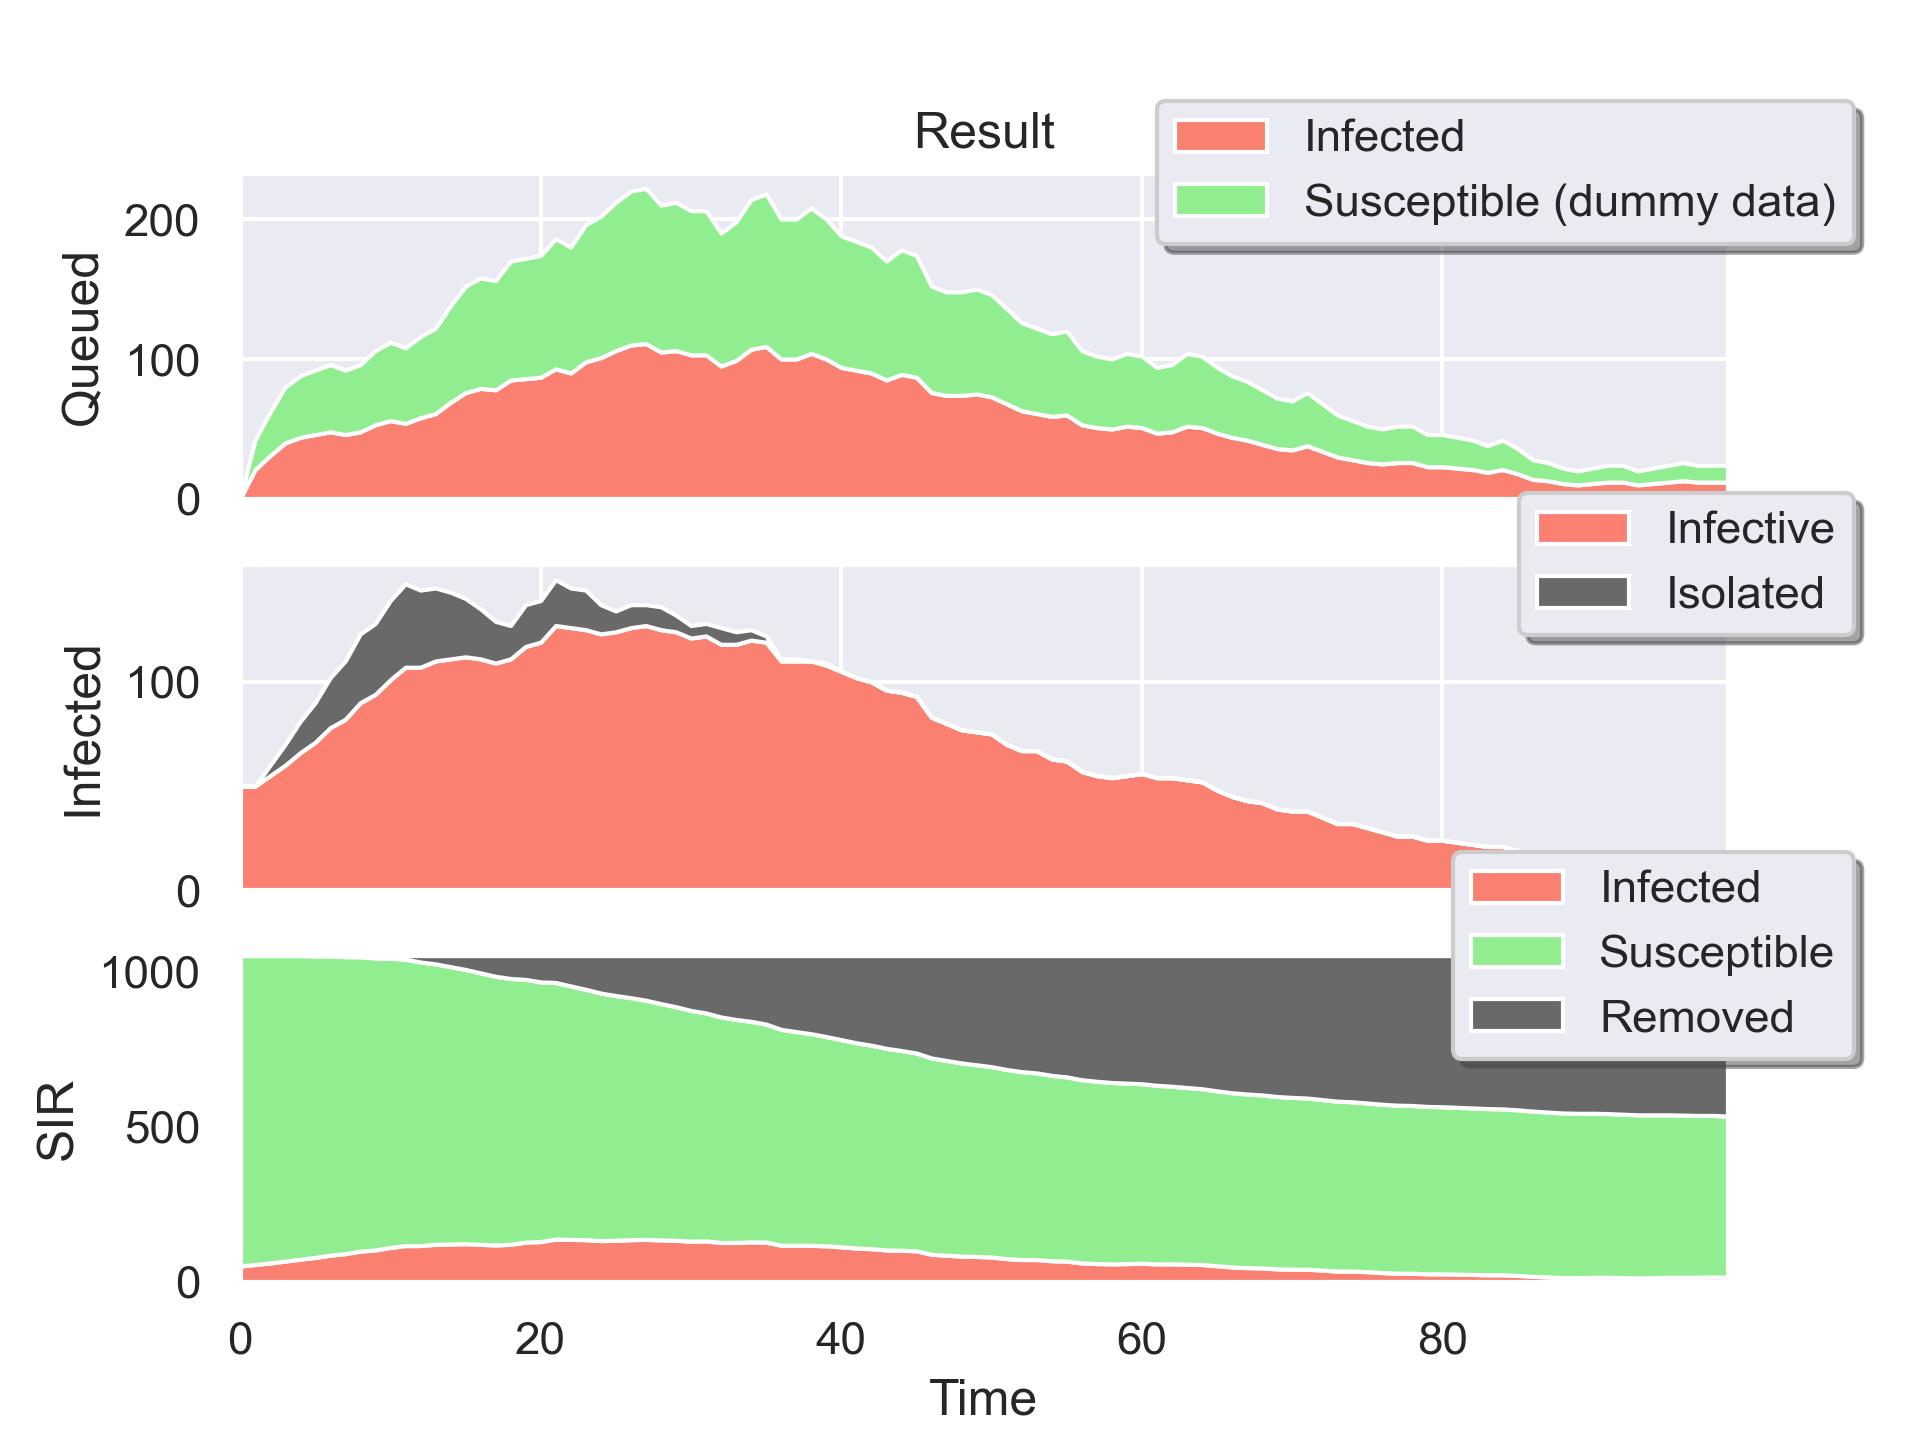 Result
Infected
Susceptible (dummy data)
Queued
200
100
0
Infective
Isolated
Infected
100
0
Infected
Susceptible
Removed
SIR
1000
500
0
0 20 40 60 80
Time